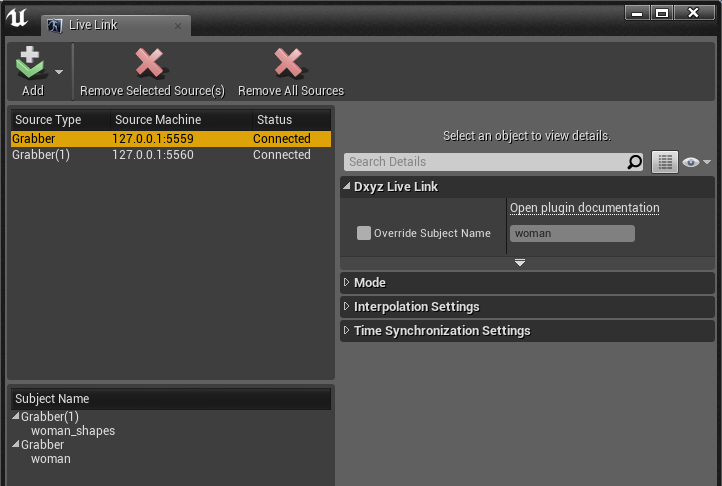 Live Link
Add
Remove Selected Source(s)
Remove All Sources
Source Type Source Machine Status
Grabber 127.0.0.1:5559 Connected
Grabber(1) 127.0.0.1:5560 Connected
Subject Name
Grabber(1)
woman_shapes
Grabber
woman
Select an object to view details.
Search Details
Dxyz Live Link
Open plugin documentation
Override Subject Name woman
Mode
Interpolation Settings
Time Synchronization Settings